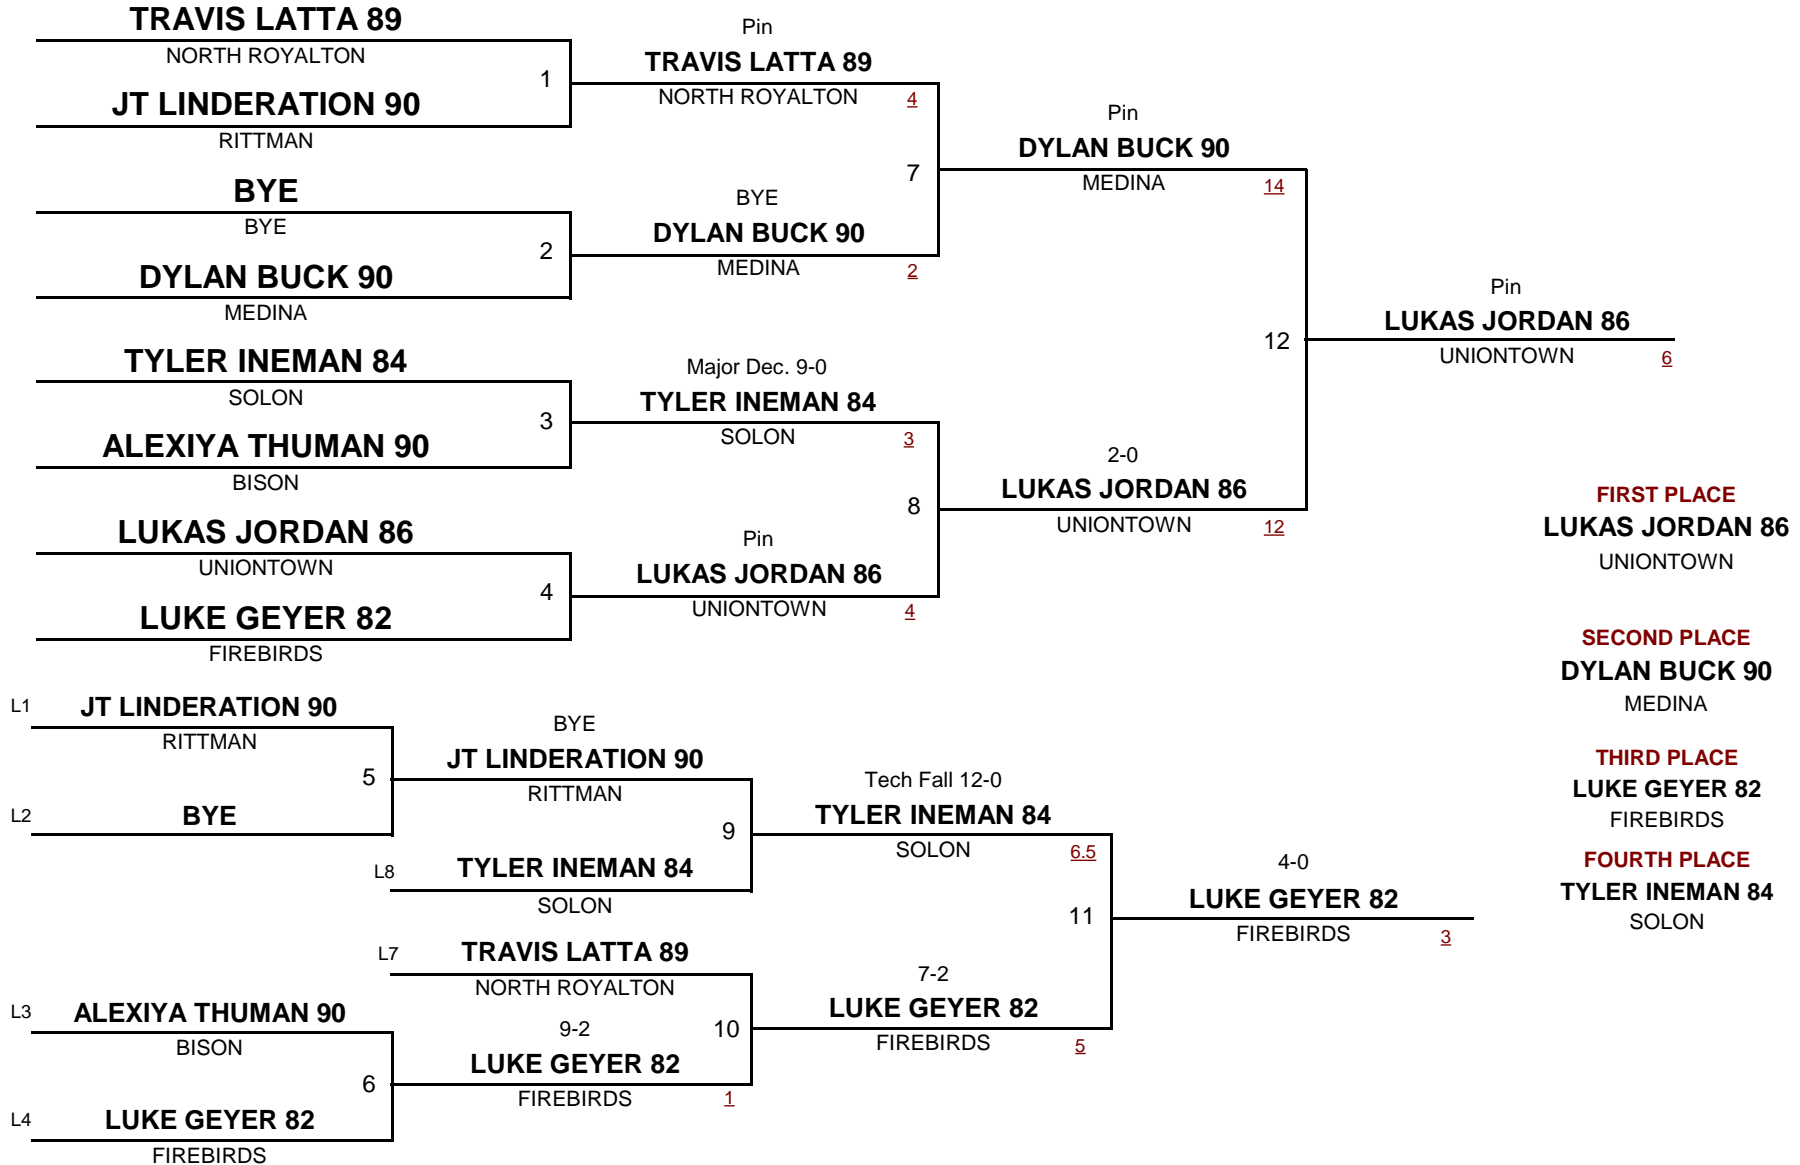 TRAVIS LATTA 89
NORTH ROYALTON
1
JT LINDERATION 90
RITTMAN
BYE
BYE
2
DYLAN BUCK 90
MEDINA
TYLER INEMAN 84
SOLON
3
ALEXIYA THUMAN 90
BISON
LUKAS JORDAN 86
UNIONTOWN
4
LUKE GEYER 82
FIREBIRDS
Pin
TRAVIS LATTA 89
NORTH ROYALTON 4
7
BYE
DYLAN BUCK 90
MEDINA 2
Major Dec. 9-0
TYLER INEMAN 84
SOLON 3
8
Pin
LUKAS JORDAN 86
UNIONTOWN 4
Pin
DYLAN BUCK 90
MEDINA 14
12
2-0
LUKAS JORDAN 86
UNIONTOWN 12
Pin
LUKAS JORDAN 86
UNIONTOWN 6
L1 JT LINDERATION 90
RITTMAN
5
L2 BYE
BYE
JT LINDERATION 90
RITTMAN
9
L8 TYLER INEMAN 84
SOLON
L7 TRAVIS LATTA 89
NORTH ROYALTON
10
L3 ALEXIYA THUMAN 90
BISON
6
L4 LUKE GEYER 82
FIREBIRDS
9-2
LUKE GEYER 82
FIREBIRDS 1
Tech Fall 12-0
TYLER INEMAN 84
SOLON 6.5
11
7-2
LUKE GEYER 82
FIREBIRDS 5
4-0
LUKE GEYER 82
FIREBIRDS 3
FIRST PLACE
LUKAS JORDAN 86
UNIONTOWN
SECOND PLACE
DYLAN BUCK 90
MEDINA
THIRD PLACE
LUKE GEYER 82
FIREBIRDS
FOURTH PLACE
TYLER INEMAN 84
SOLON